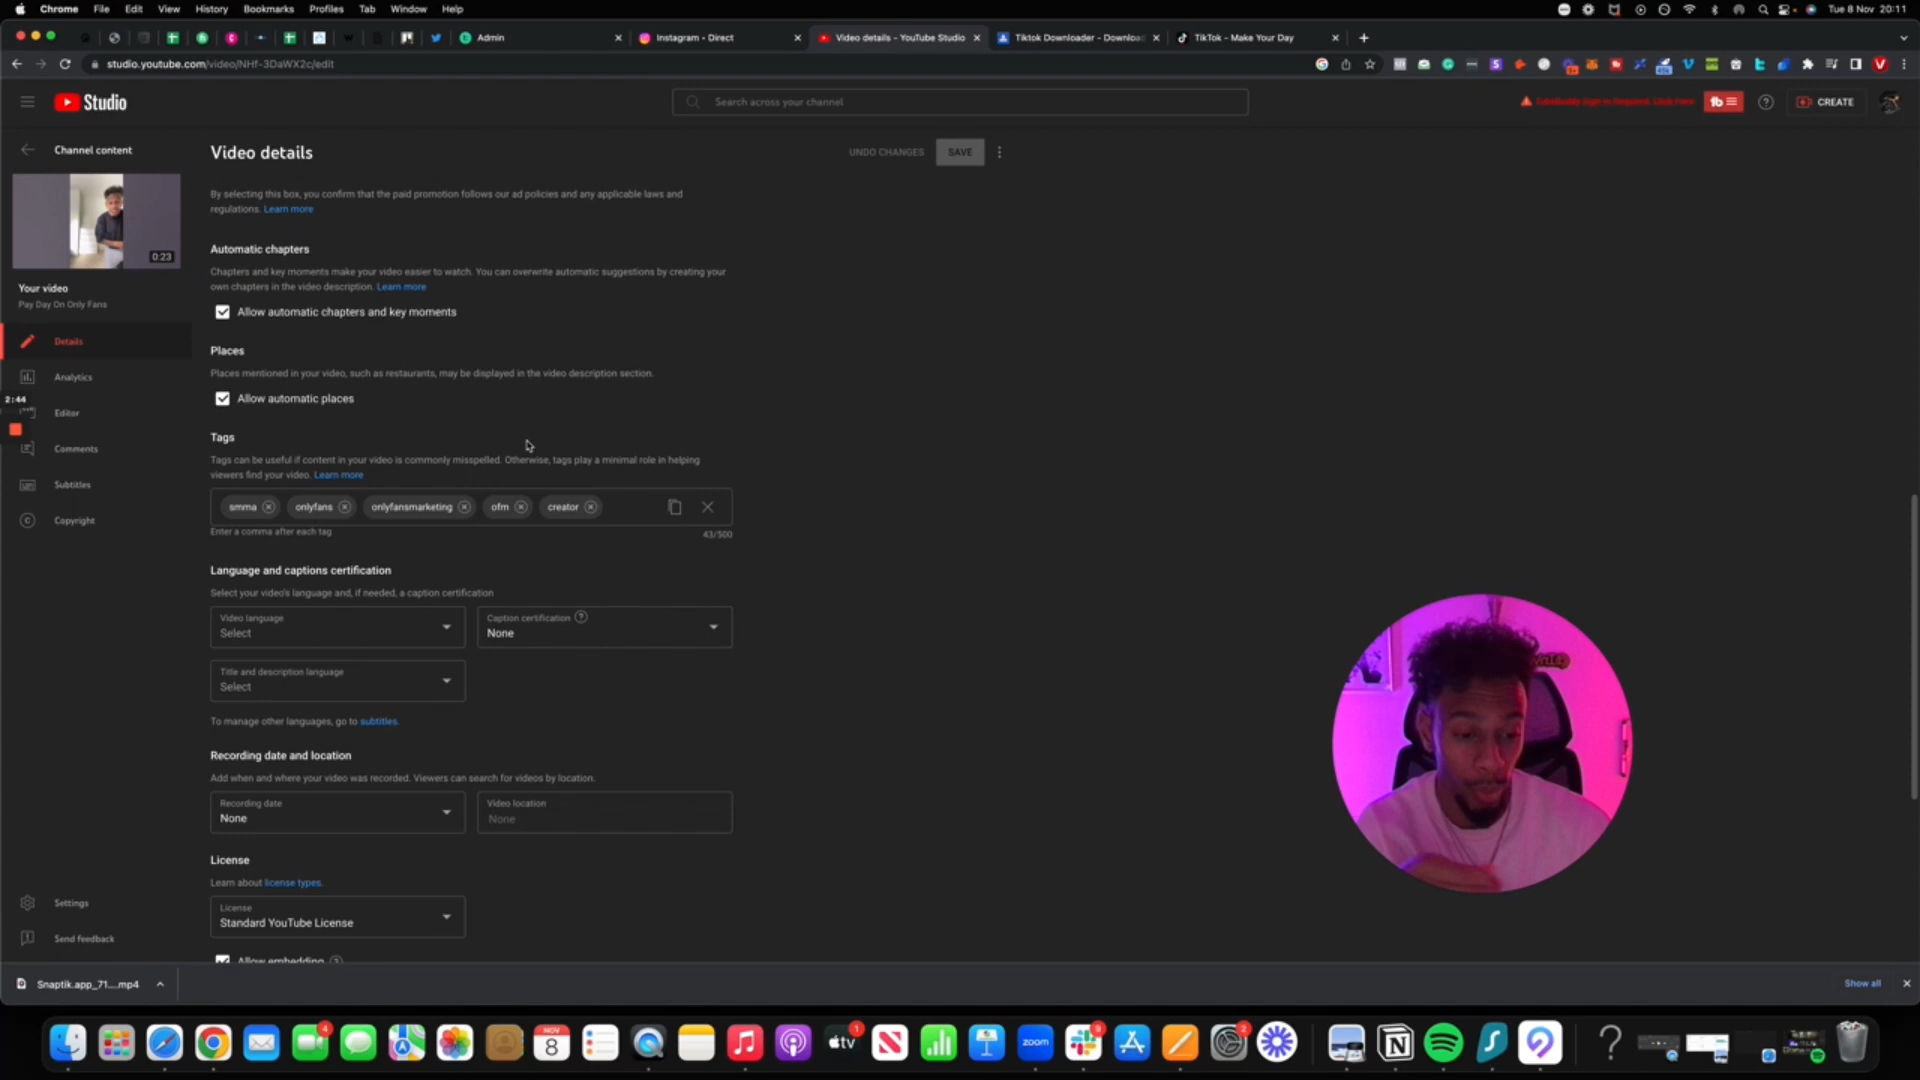 Chrome File Edit View History Bookmarks Profiles Tab Window Help Tue 8 Nov 20:11
Admin Instagram - Direct Video details - YouTube Studio Tiktok Downloader - Downloa TikTok - Make Your Day
studio.youtube.com/video/NHf-3DaWX2c/edit
Studio Search across your channel CREATE
Channel content
Video details UNDO CHANGES SAVE
By selecting this box, you confirm that the paid promotion follows our ad policies and any applicable laws and
regulations. Learn more
0:23
Your video
Pay Day On Only Fans
Details
Analytics
2:44
Editor
Comments
Subtitles
Copyright
Settings
Send feedback
Automatic chapters
Chapters and key moments make your video easier to watch. You can overwrite automatic suggestions by creating your
own chapters in the video description. Learn more
Allow automatic chapters and key moments
Places
Places mentioned in your video, such as restaurants, may be displayed in the video description section.
Allow automatic places
Tags
Tags can be useful if content in your video is commonly misspelled. Otherwise, tags play a minimal role in helping
viewers find your video. Learn more
smma onlyfans onlyfansmarketing ofm creator
Enter a comma after each tag 43/500
Language and captions certification
Select your video's language and, if needed, a caption certification
Video language Caption certification
Select None
Title and description language
Select
To manage other languages, go to subtitles.
Recording date and location
Add when and where your video was recorded. Viewers can search for videos by location.
Recording date Video location
None None
License
Learn about license types.
License
Standard YouTube License
Allow embedding
Snaptik.app_71....mp4 Show all
NOV
8
4
tv
1
zoom
9
2